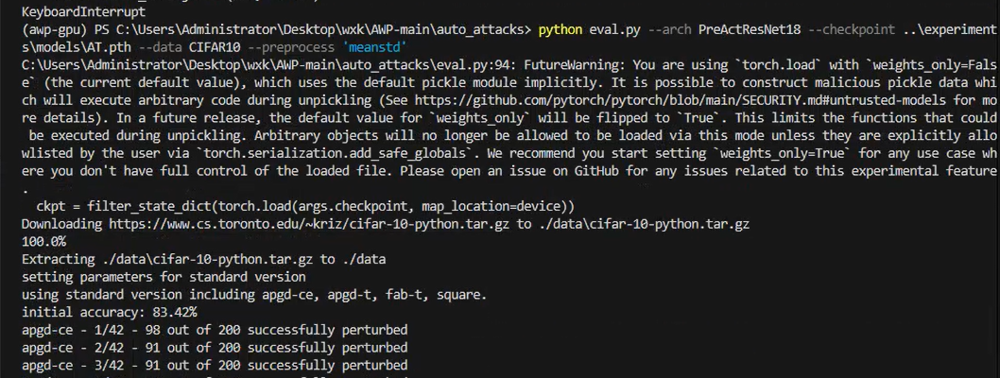 KeyboardInterrupt
(awp-gpu) PS C:\Users\Administrator\Desktop\wxk\AWP-main\auto_attacks> python eval.py --arch PreActResNet18 --checkpoint ..\experiment
s\models\AT.pth --data CIFAR10 --preprocess 'meanstd'
C:\Users\Administrator\Desktop\wxk\AWP-main\auto_attacks\eval.py:94: FutureWarning: You are using `torch.load` with `weights_only=Fals
e` (the current default value), which uses the default pickle module implicitly. It is possible to construct malicious pickle data whi
ch will execute arbitrary code during unpickling (See https://github.com/pytorch/pytorch/blob/main/SECURITY.md#untrusted-models for mo
re details). In a future release, the default value for `weights_only` will be flipped to `True`. This limits the functions that could
 be executed during unpickling. Arbitrary objects will no longer be allowed to be loaded via this mode unless they are explicitly allo
wlisted by the user via `torch.serialization.add_safe_globals`. We recommend you start setting `weights_only=True` for any use case wh
ere you don't have full control of the loaded file. Please open an issue on GitHub for any issues related to this experimental feature
.
  ckpt = filter_state_dict(torch.load(args.checkpoint, map_location=device))
Downloading https://www.cs.toronto.edu/~kriz/cifar-10-python.tar.gz to ./data\cifar-10-python.tar.gz
100.0%
Extracting ./data\cifar-10-python.tar.gz to ./data
setting parameters for standard version
using standard version including apgd-ce, apgd-t, fab-t, square.
initial accuracy: 83.42%
apgd-ce - 1/42 - 98 out of 200 successfully perturbed
apgd-ce - 2/42 - 91 out of 200 successfully perturbed
apgd-ce - 3/42 - 91 out of 200 successfully perturbed